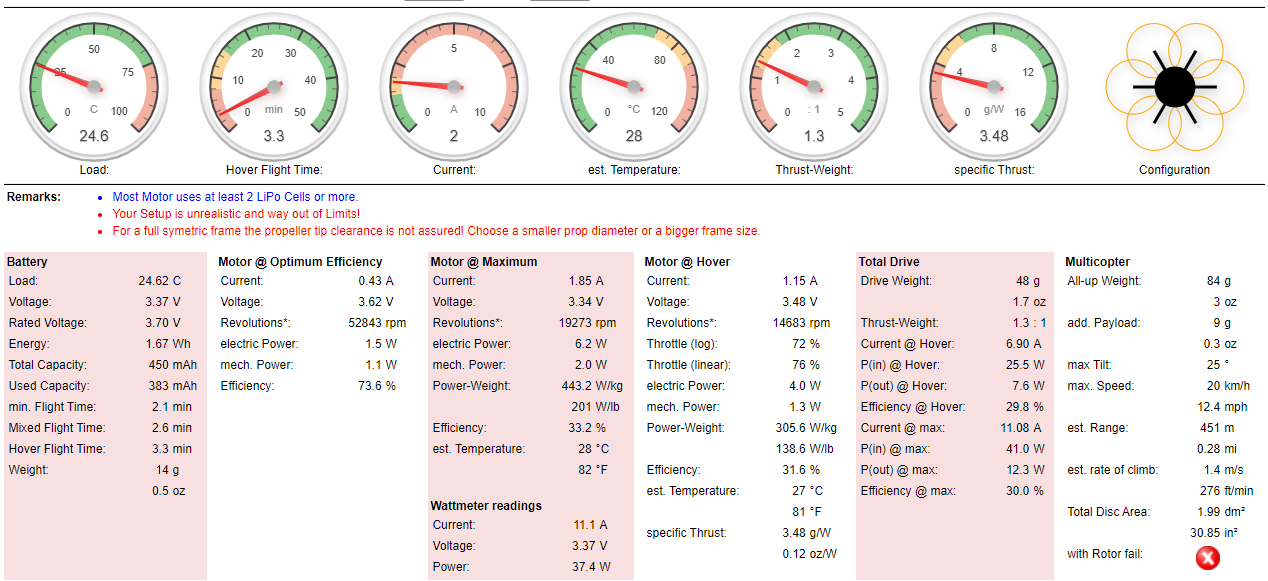 50
25
75
0
C
100
24.6
Load:
20
30
10
40
0
min
50
3.3
Hover Flight Time:
5
0
A
10
2
Current:
40
80
0
°C
120
28
est. Temperature:
2
3
1
4
0
: 1
5
1.3
Thrust-Weight:
8
4
12
0
g/W
16
3.48
specific Thrust:
Configuration
Remarks:
• Most Motor uses at least 2 LiPo Cells or more.
• Your Setup is unrealistic and way out of Limits!
• For a full symetric frame the propeller tip clearance is not assured! Choose a smaller prop diameter or a bigger frame size.
Battery
Load: 24.62 C
Voltage: 3.37 V
Rated Voltage: 3.70 V
Energy: 1.67 Wh
Total Capacity: 450 mAh
Used Capacity: 383 mAh
min. Flight Time: 2.1 min
Mixed Flight Time: 2.6 min
Hover Flight Time: 3.3 min
Weight: 14 g
0.5 oz
Motor @ Optimum Efficiency
Current: 0.43 A
Voltage: 3.62 V
Revolutions*: 52843 rpm
electric Power: 1.5 W
mech. Power: 1.1 W
Efficiency: 73.6 %
Motor @ Maximum
Current: 1.85 A
Voltage: 3.34 V
Revolutions*: 19273 rpm
electric Power: 6.2 W
mech. Power: 2.0 W
Power-Weight: 443.2 W/kg
201 W/lb
Efficiency: 33.2 %
est. Temperature: 28 °C
82 °F
Wattmeter readings
Current: 11.1 A
Voltage: 3.37 V
Power: 37.4 W
Motor @ Hover
Current: 1.15 A
Voltage: 3.48 V
Revolutions*: 14683 rpm
Throttle (log): 72 %
Throttle (linear): 76 %
electric Power: 4.0 W
mech. Power: 1.3 W
Power-Weight: 305.6 W/kg
138.6 W/lb
Efficiency: 31.6 %
est. Temperature: 27 °C
81 °F
specific Thrust: 3.48 g/W
0.12 oz/W
Total Drive
Drive Weight: 48 g
1.7 oz
Thrust-Weight: 1.3 : 1
Current @ Hover: 6.90 A
P(in) @ Hover: 25.5 W
P(out) @ Hover: 7.6 W
Efficiency @ Hover: 29.8 %
Current @ max: 11.08 A
P(in) @ max: 41.0 W
P(out) @ max: 12.3 W
Efficiency @ max: 30.0 %
Multicopter
All-up Weight: 84 g
3 oz
add. Payload: 9 g
0.3 oz
max Tilt: 25 °
max. Speed: 20 km/h
12.4 mph
est. Range: 451 m
0.28 mi
est. rate of climb: 1.4 m/s
276 ft/min
Total Disc Area: 1.99 dm²
30.85 in²
with Rotor fail: